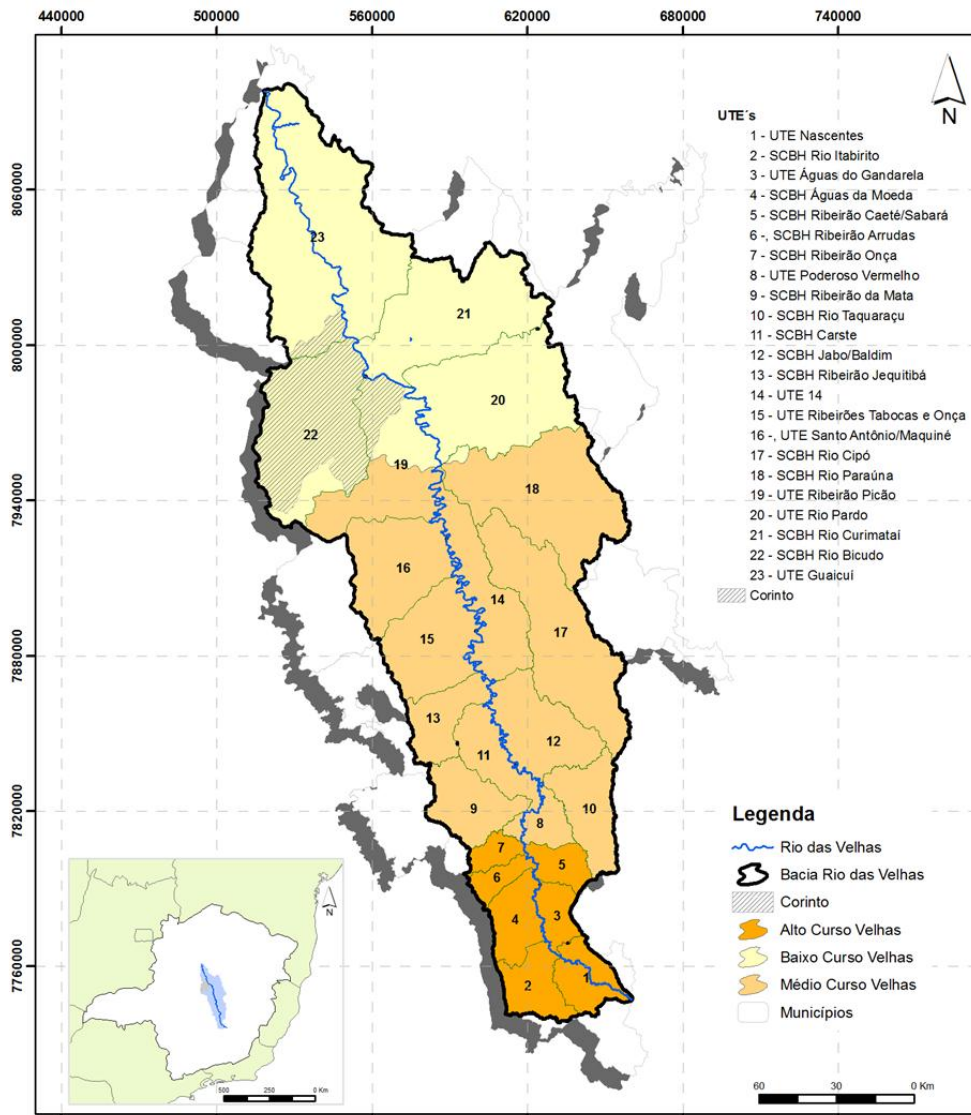 440000 500000 560000 620000 680000 740000
N
UTE´s
1 - UTE Nascentes
2 - SCBH Rio Itabirito
3 - UTE Águas do Gandarela
4 - SCBH Águas da Moeda
5 - SCBH Ribeirão Caeté/Sabará
6 -, SCBH Ribeirão Arrudas
7 - SCBH Ribeirão Onça
8 - UTE Poderoso Vermelho
9 - SCBH Ribeirão da Mata
10 - SCBH Rio Taquaraçu
11 - SCBH Carste
12 - SCBH Jabo/Baldim
13 - SCBH Ribeirão Jequitibá
14 - UTE 14
15 - UTE Ribeirões Tabocas e Onça
16 -, UTE Santo Antônio/Maquiné
17 - SCBH Rio Cipó
18 - SCBH Rio Paraúna
19 - UTE Ribeirão Picão
20 - UTE Rio Pardo
21 - SCBH Rio Curimataí
22 - SCBH Rio Bicudo
23 - UTE Guaicuí
Corinto
8060000
8000000
7940000
7880000
7820000
7760000
23
21
20
22
19
18
16
14
15
17
13
12
11
9
8
10
7
5
6
4
3
2
1
Legenda
Rio das Velhas
Bacia Rio das Velhas
Corinto
Alto Curso Velhas
Baixo Curso Velhas
Médio Curso Velhas
Municípios
N
500 250 0 Km
60 30 0 Km